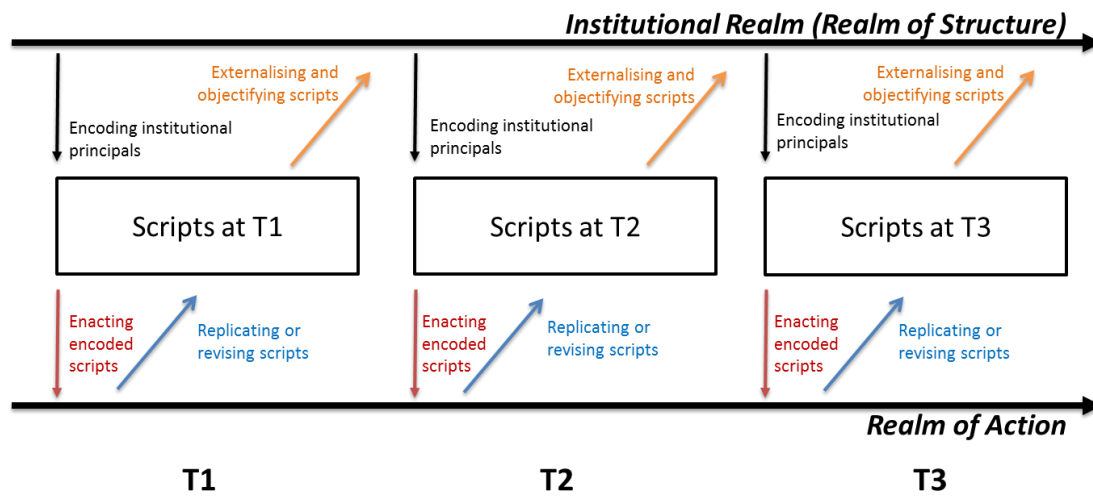 Institutional Realm (Realm of Structure)
Externalising and
objectifying scripts
Encoding institutional
principals
Scripts at T1
Enacting
encoded
scripts
Replicating or
revising scripts
Externalising and
objectifying scripts
Encoding institutional
principals
Scripts at T2
Enacting
encoded
scripts
Replicating or
revising scripts
Externalising and
objectifying scripts
Encoding institutional
principals
Scripts at T3
Enacting
encoded
scripts
Replicating or
revising scripts
Realm of Action
T1
T2
T3